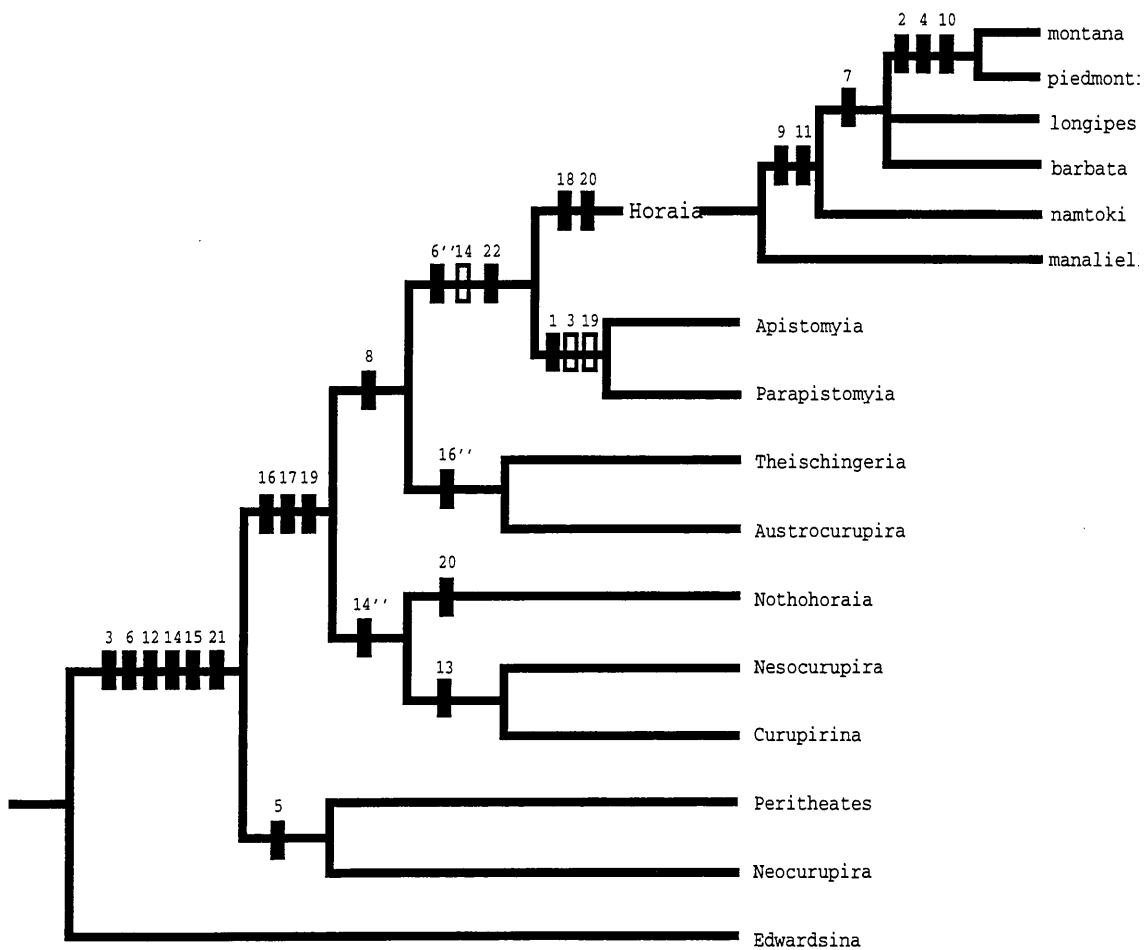 2 4 10
montana
7
piedmonti
longipes
9 11
barbata
18 20
Horaia
namtoki
6’’ 14 22
manaliell
1 3 19
Apistomyia
8
Parapistomyia
16’’
Theischingeria
16 17 19
Austrocurupira
20
Nothohoraia
14’’
3 6 12 14 15 21
13
Nesocurupira
Curupirina
5
Peritheates
Neocurupira
Edwardsina